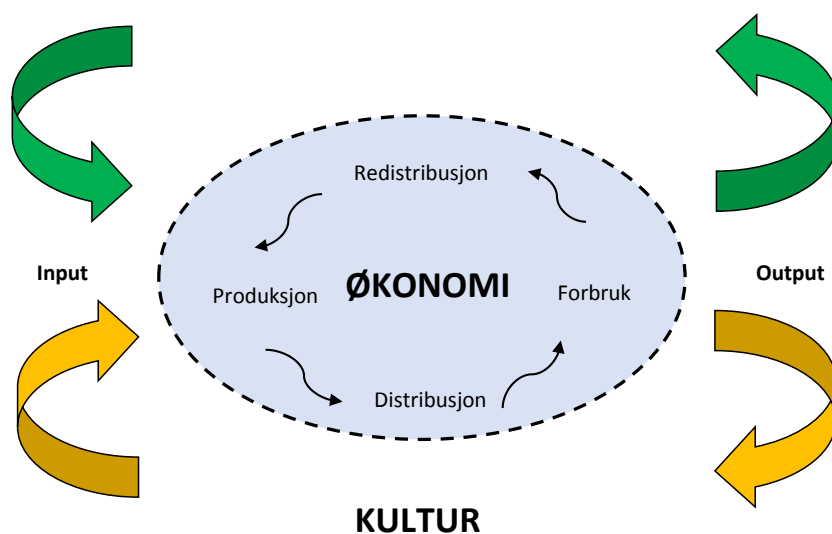 Redistribusjon
Input
Produksjon
ØKONOMI
Forbruk
Output
Distribusjon
KULTUR